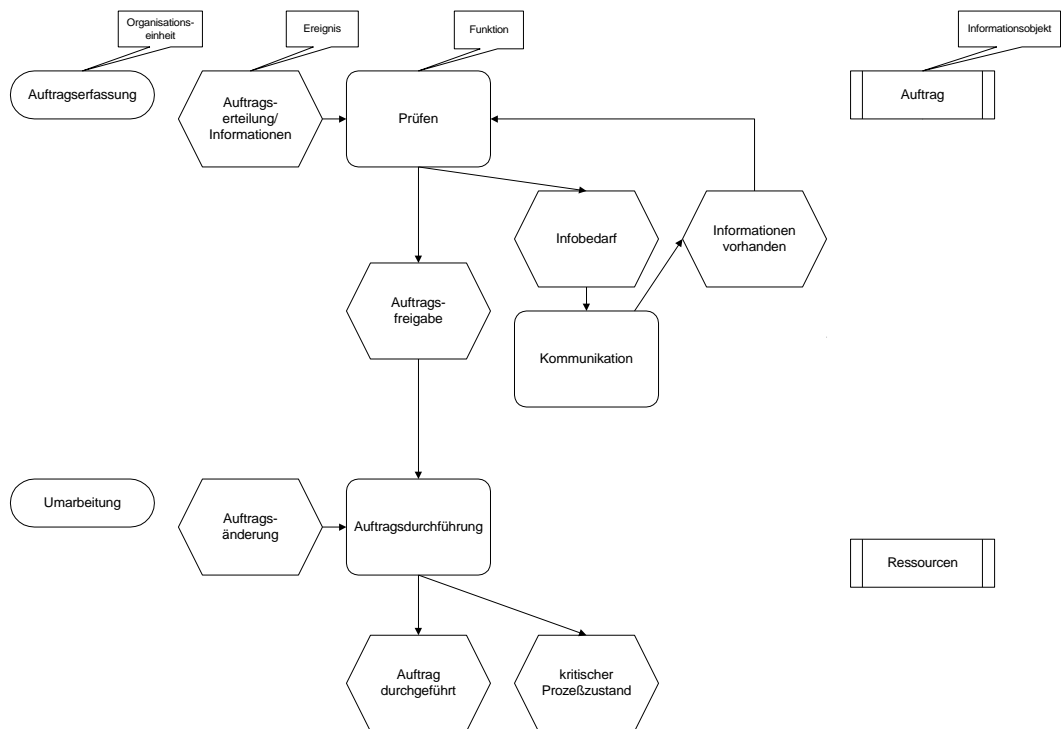 Organisations-
einheit
Ereignis
Funktion
Informationsobjekt
Auftragserfassung
Auftrags-
erteilung/
Informationen
Prüfen
Auftrag
Infobedarf
Informationen
vorhanden
Auftrags-
freigabe
Kommunikation
Umarbeitung
Auftrags-
änderung
Auftragsdurchführung
Ressourcen
Auftrag
durchgeführt
kritischer
Prozeßzustand